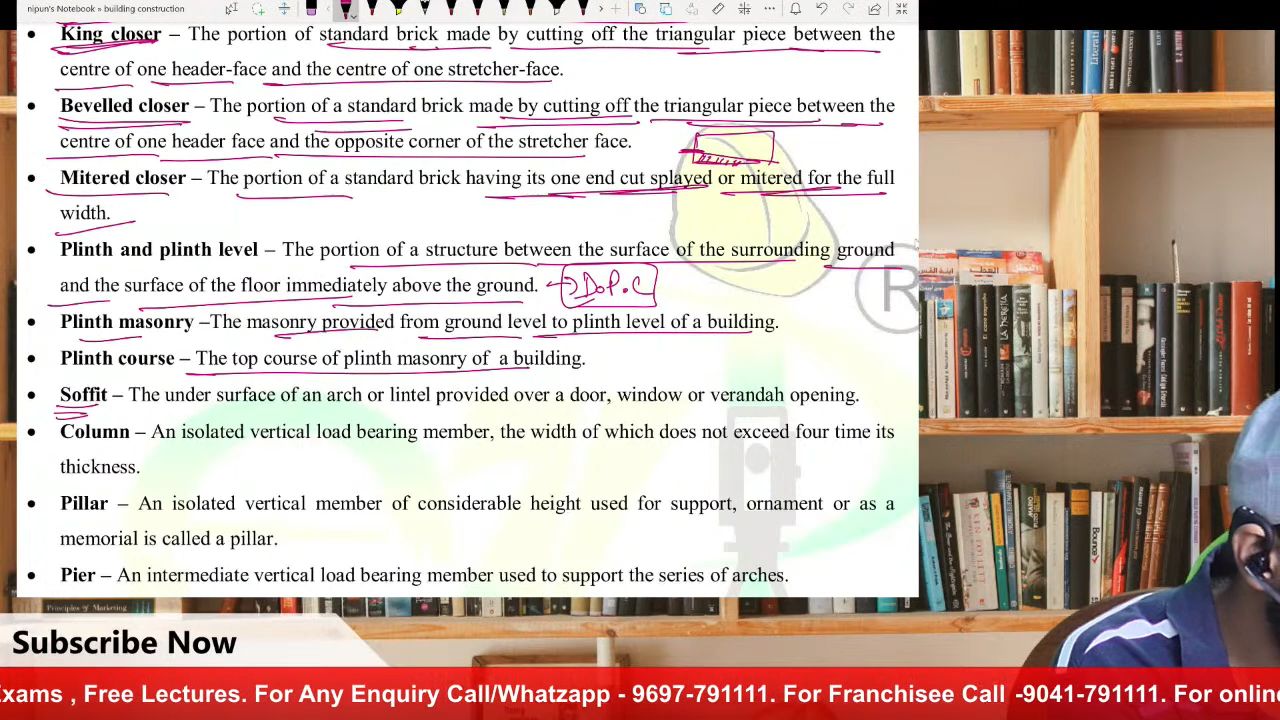 nipun's Notebook » building construction
King closer – The portion of standard brick made by cutting off the triangular piece between the
centre of one header-face and the centre of one stretcher-face.
Bevelled closer – The portion of a standard brick made by cutting off the triangular piece between the
centre of one header face and the opposite corner of the stretcher face.
Mitered closer – The portion of a standard brick having its one end cut splayed or mitered for the full
width.
Plinth and plinth level – The portion of a structure between the surface of the surrounding ground
and the surface of the floor immediately above the ground. D.P.C
Plinth masonry –The masonry provided from ground level to plinth level of a building.
Plinth course – The top course of plinth masonry of a building.
Soffit – The under surface of an arch or lintel provided over a door, window or verandah opening.
Column – An isolated vertical load bearing member, the width of which does not exceed four time its
thickness.
Pillar – An isolated vertical member of considerable height used for support, ornament or as a
memorial is called a pillar.
Pier – An intermediate vertical load bearing member used to support the series of arches.
R
Principles of Marketing
Bounce
LA HEREJIA
Subscribe Now
Exams , Free Lectures. For Any Enquiry Call/Whatzapp - 9697-791111. For Franchisee Call -9041-791111. For online